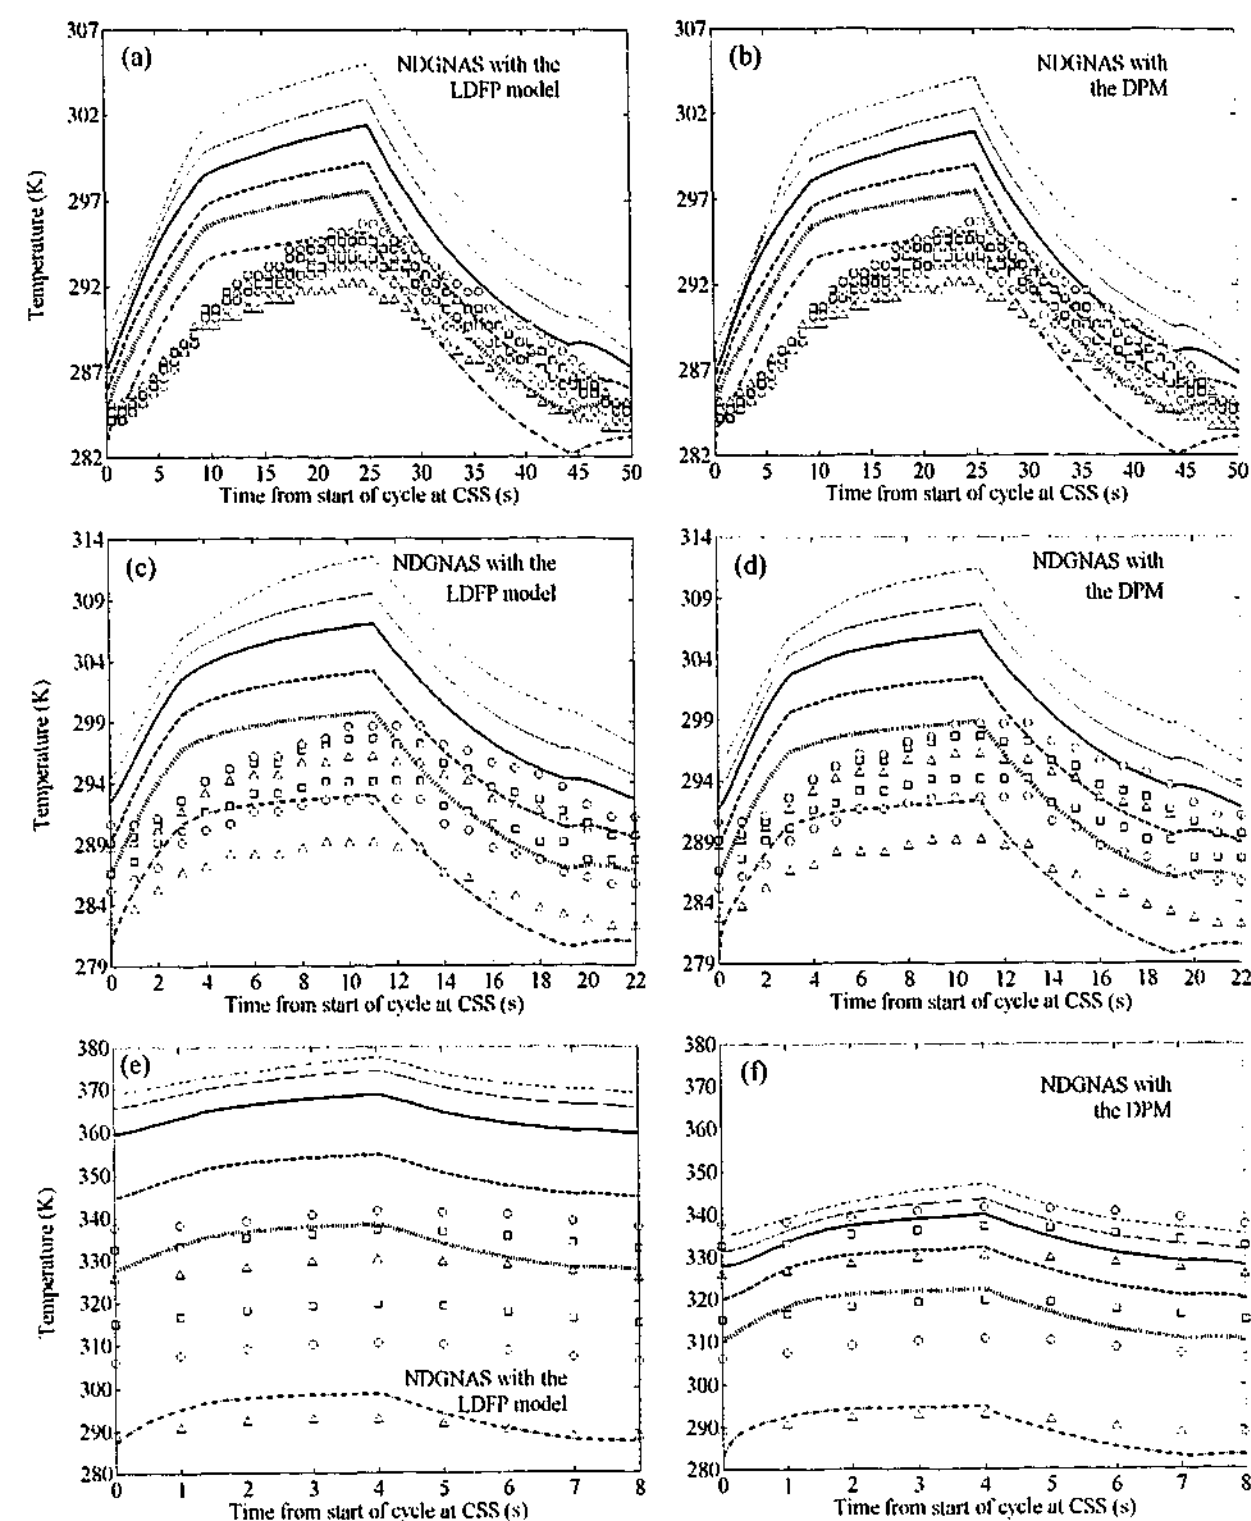 (a)
NDGNAS with the
LDFP model
307
302
297
292
287
282
Temperature (K)
0 5 10 15 20 25 30 35 40 45 50
Time from start of cycle at CSS (s)
(b)
NDGNAS with
the DPM
307
302
297
292
287
282
0 5 10 15 20 25 30 35 40 45 50
Time from start of cycle at CSS (s)
(c)
NDGNAS with the
LDFP model
314
309
304
299
294
289
284
279
Temperature (K)
0 2 4 6 8 10 12 14 16 18 20 22
Time from start of cycle at CSS (s)
(d)
NDGNAS with
the DPM
314
309
304
299
294
289
284
279
0 2 4 6 8 10 12 14 16 18 20 22
Time from start of cycle at CSS (s)
(e)
380
370
360
350
340
330
320
310
300
290
280
Temperature (K)
NDGNAS with the
LDFP model
0 1 2 3 4 5 6 7 8
Time from start of cycle at CSS (s)
(f)
NDGNAS with
the DPM
380
370
360
350
340
330
320
310
300
290
280
0 1 2 3 4 5 6 7 8
Time from start of cycle at CSS (s)